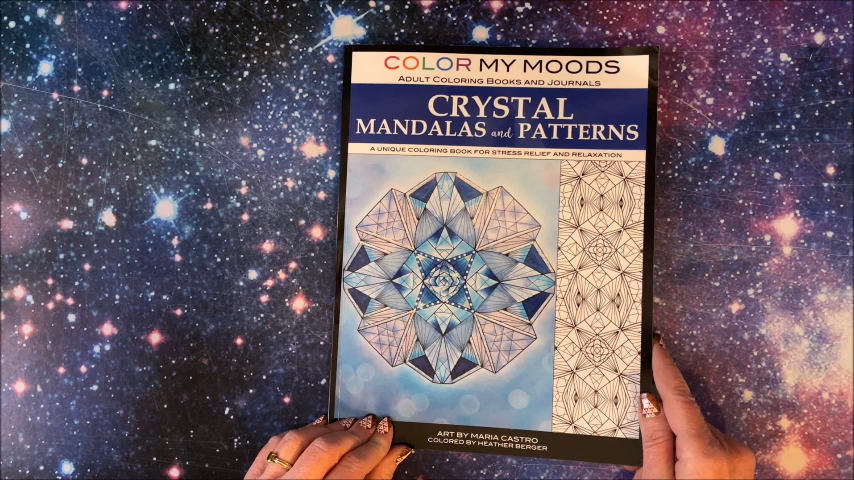 COLOR MY MOODS
ADULT COLORING BOOKS AND JOURNALS
CRYSTAL
MANDALAS and PATTERNS
A UNIQUE COLORING BOOK FOR STRESS RELIEF AND RELAXATION
ART BY MARIA CASTRO
COLORED BY HEATHER BERGER